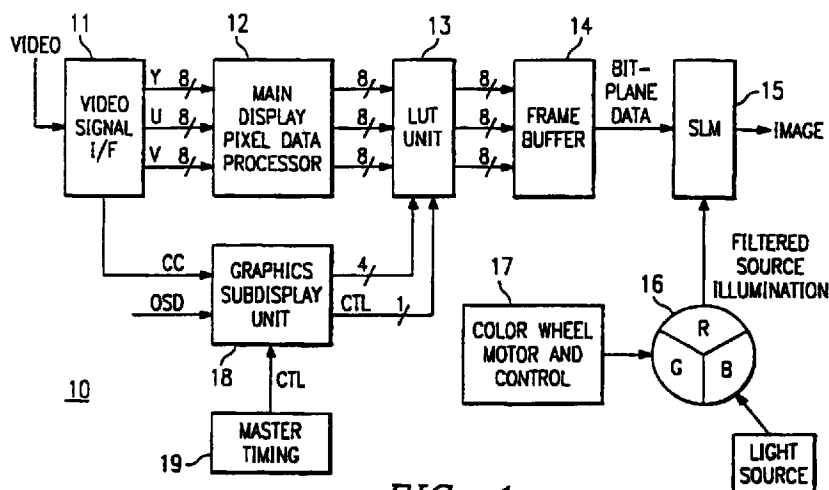 VIDEO
11
VIDEO
SIGNAL
I/F
Y 8
U 8
V 8
12
MAIN
DISPLAY
PIXEL DATA
PROCESSOR
8
8
8
13
LUT
UNIT
8
8
8
14
FRAME
BUFFER
BIT-
PLANE
DATA
15
SLM
IMAGE
CC
OSD
GRAPHICS
SUBDISPLAY
UNIT
18
4
CTL 1
CTL
10
19
MASTER
TIMING
17
COLOR WHEEL
MOTOR AND
CONTROL
FILTERED
SOURCE
ILLUMINATION
16
R
G B
LIGHT
SOURCE